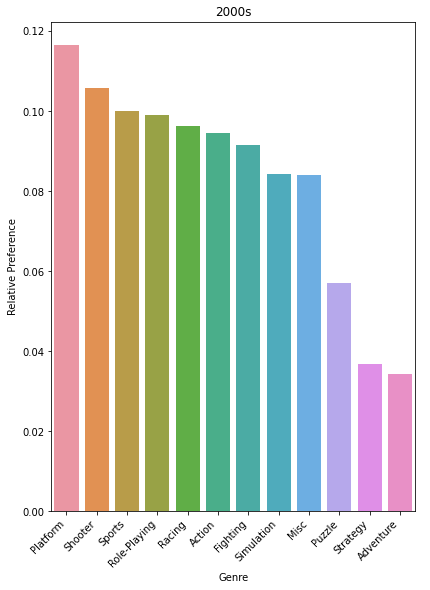 2000s
0.12
0.10
0.08
0.06
0.04
0.02
0.00
Relative Preference
Platform
Shooter
Sports
Role-Playing
Racing
Action
Fighting
Simulation
Misc
Puzzle
Strategy
Adventure
Genre